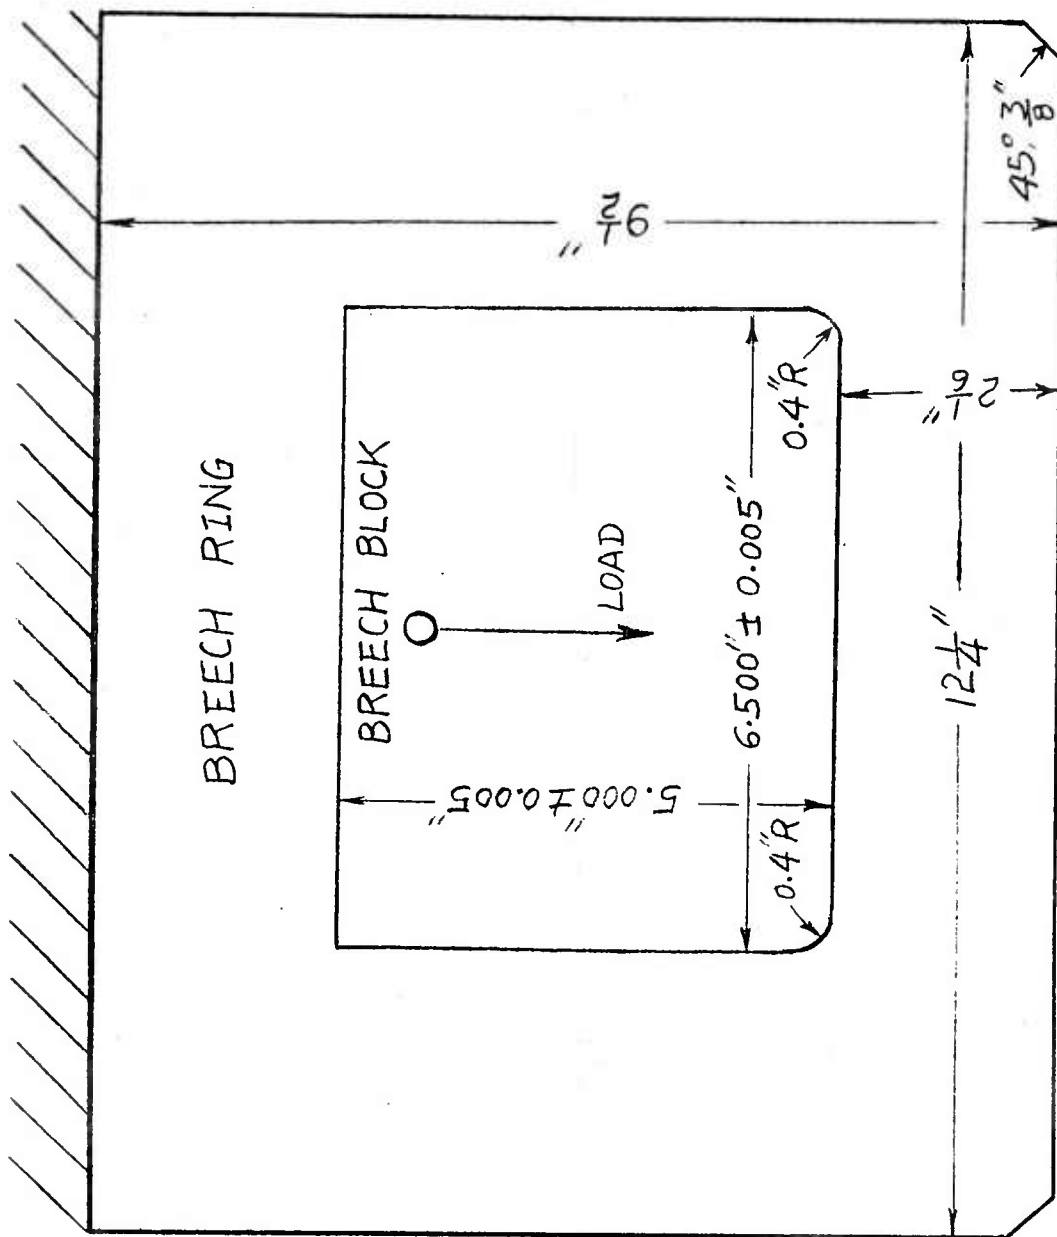 BREECH RING
BREECH BLOCK
LOAD
5.000" ± 0.005"
6.500" ± 0.005"
0.4"R
0.4"R
9 1/2"
2 1/6"
12 1/4"
45° 3/8"